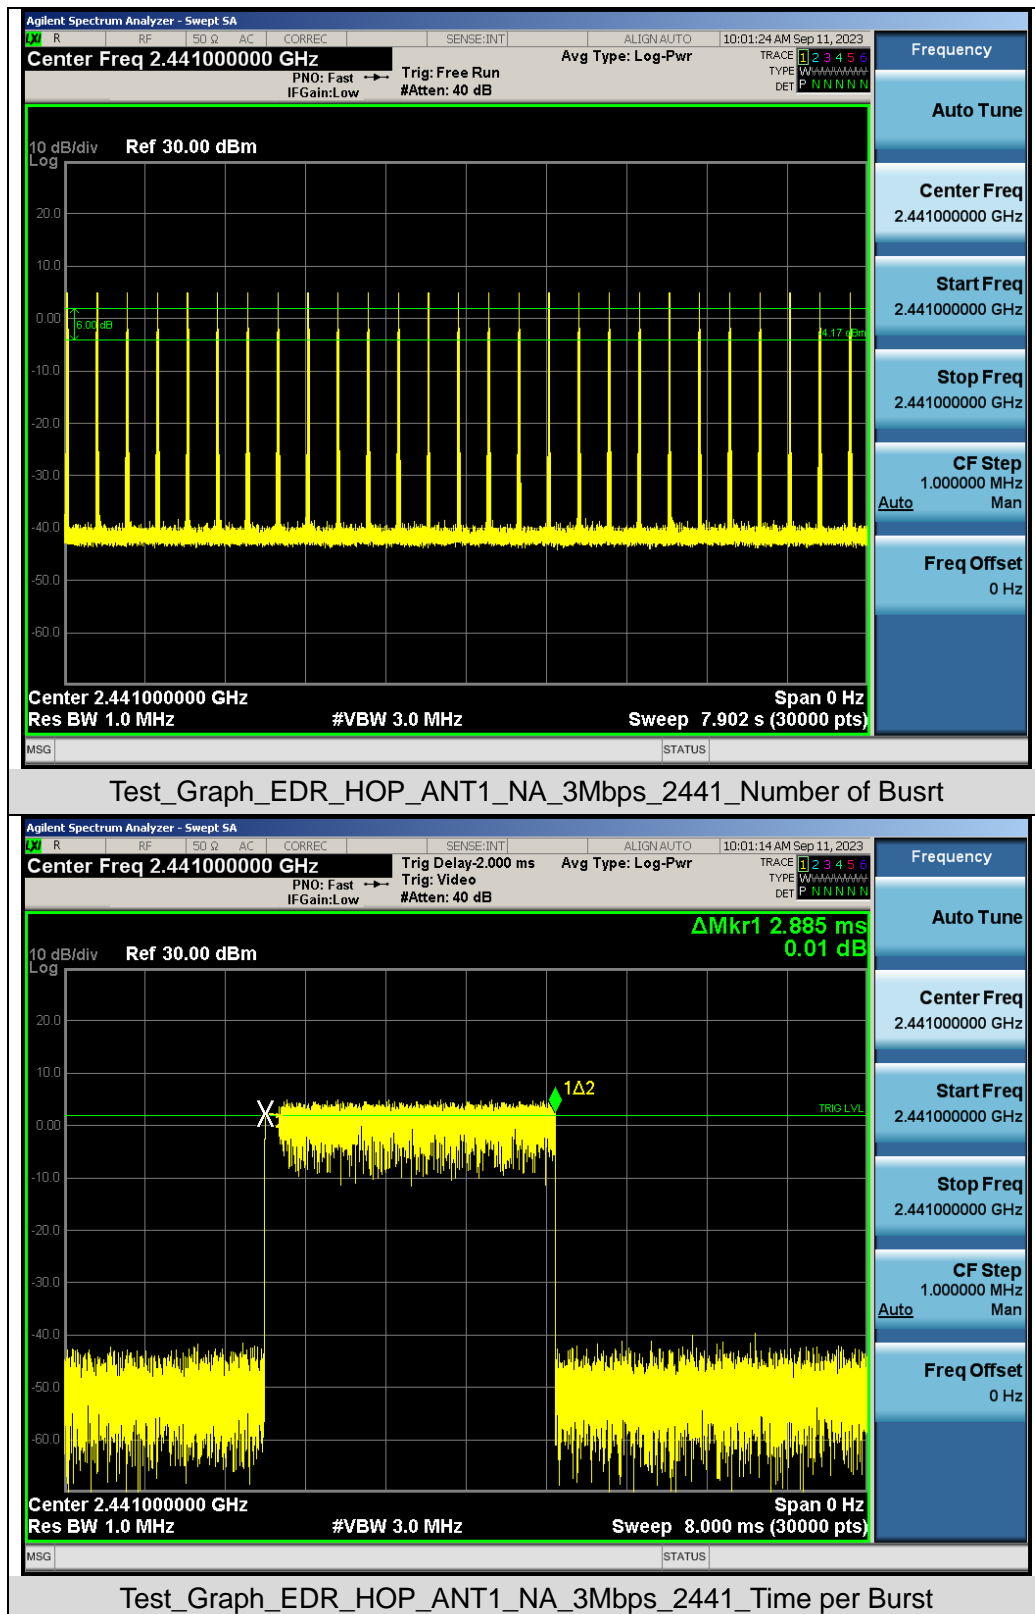 Agilent Spectrum Analyzer - Swept SA
LXI R RF 50 Ω AC CORREC SENSE:INT ALIGN AUTO 10:01:24 AM Sep 11, 2023
Center Freq 2.441000000 GHz
PNO: Fast
IFGain:Low
Trig: Free Run
#Atten: 40 dB
Avg Type: Log-Pwr
TRACE 1 2 3 4 5 6
TYPE WWWWWW
DET P N N N N N
Frequency
Auto Tune
Center Freq
2.441000000 GHz
Start Freq
2.441000000 GHz
Stop Freq
2.441000000 GHz
CF Step
1.000000 MHz
Auto Man
Freq Offset
0 Hz
10 dB/div Ref 30.00 dBm
Log
20.0
10.0
0.00
6.00 dB
-4.17 dBm
-10.0
-20.0
-30.0
-40.0
-50.0
-60.0
Center 2.441000000 GHz Span 0 Hz
Res BW 1.0 MHz #VBW 3.0 MHz Sweep 7.902 s (30000 pts)
MSG STATUS
Test_Graph_EDR_HOP_ANT1_NA_3Mbps_2441_Number of Busrt
Agilent Spectrum Analyzer - Swept SA
LXI R RF 50 Ω AC CORREC SENSE:INT ALIGN AUTO 10:01:14 AM Sep 11, 2023
Center Freq 2.441000000 GHz
PNO: Fast
IFGain:Low
Trig Delay-2.000 ms
Trig: Video
#Atten: 40 dB
Avg Type: Log-Pwr
TRACE 1 2 3 4 5 6
TYPE WWWWWW
DET P N N N N N
Frequency
Auto Tune
Center Freq
2.441000000 GHz
Start Freq
2.441000000 GHz
Stop Freq
2.441000000 GHz
CF Step
1.000000 MHz
Auto Man
Freq Offset
0 Hz
ΔMkr1 2.885 ms
0.01 dB
10 dB/div Ref 30.00 dBm
Log
20.0
10.0
1Δ2
TRIG LVL
0.00
-10.0
-20.0
-30.0
-40.0
-50.0
-60.0
Center 2.441000000 GHz Span 0 Hz
Res BW 1.0 MHz #VBW 3.0 MHz Sweep 8.000 ms (30000 pts)
MSG STATUS
Test_Graph_EDR_HOP_ANT1_NA_3Mbps_2441_Time per Burst